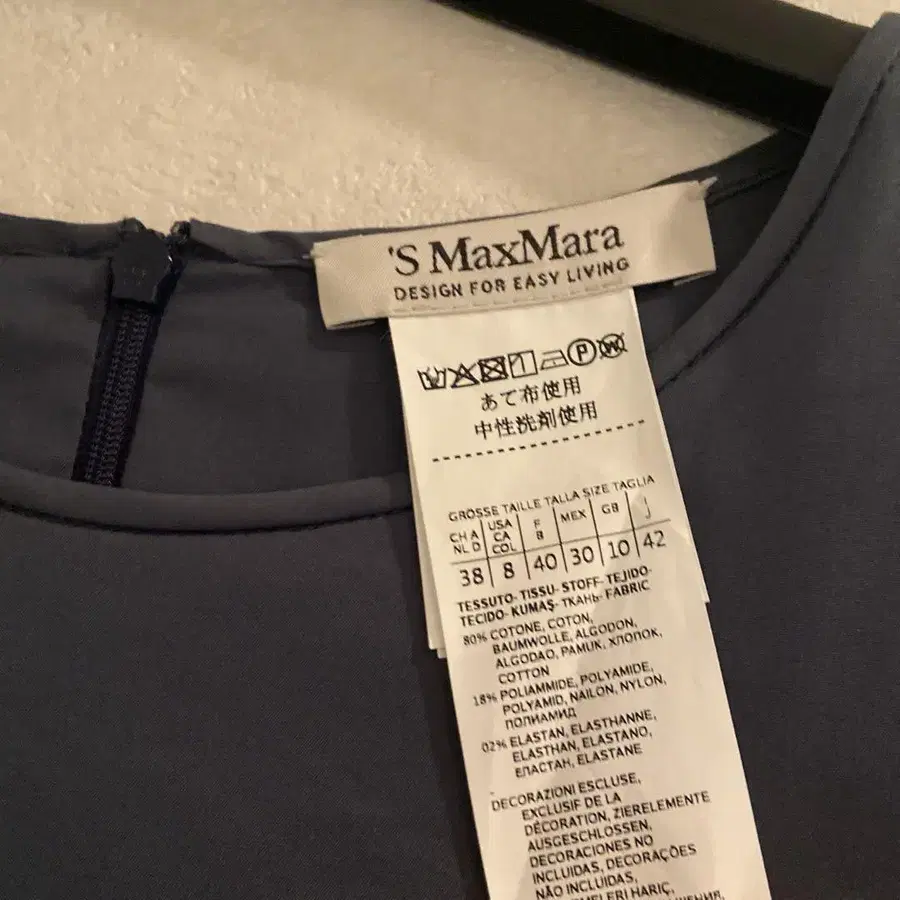 'S MaxMara
DESIGN FOR EASY LIVING
P W
あて布使用
中性洗剤使用
GROSSE TAILLE TALLA SIZE TAGLIA
CH A NL D | USA CA COL | F B | MEX | GB | J
38 | 8 | 40 | 30 | 10 | 42
TESSUTO- TISSU- STOFF- TEJIDO-
TECIDO- KUMAŞ- ТКАНЬ- FABRIC
80% COTONE, COTON,
BAUMWOLLE, ALGODON,
ALGODAO, PAMUK, ХЛОПОК,
COTTON
18% POLIAMMIDE, POLYAMIDE,
POLYAMID, NAILON, NYLON,
ПОЛИАМИД
02% ELASTAN, ELASTHANNE,
ELASTHAN, ELASTANO,
ЕЛАСТАН, ELASTANE
DECORAZIONI ESCLUSE,
EXCLUSIF DE LA
DÉCORATION, ZIERELEMENTE
AUSGESCHLOSSEN,
DECORACIONES NO
INCLUIDAS, DECORAÇÕES
NÃO INCLUIDAS,
HARIÇ,